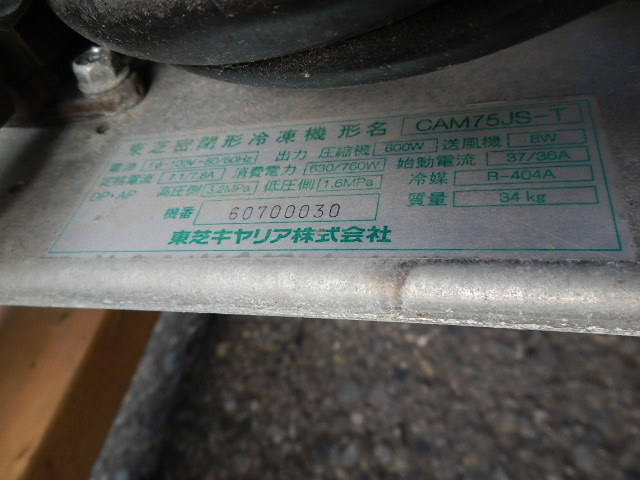 東芝密閉形冷凍機 形名 CAM75JS-T
電源 1φ-100V-50/60Hz 出力 圧縮機 600W 送風機 8W
定格電流 7.1/7.8A 消費電力 630/760W 始動電流 37/36A
DP・AP 高圧側 3.2MPa 低圧側 1.6MPa 冷媒 R-404A
機番 60700030 質量 34kg
東芝キヤリア株式会社